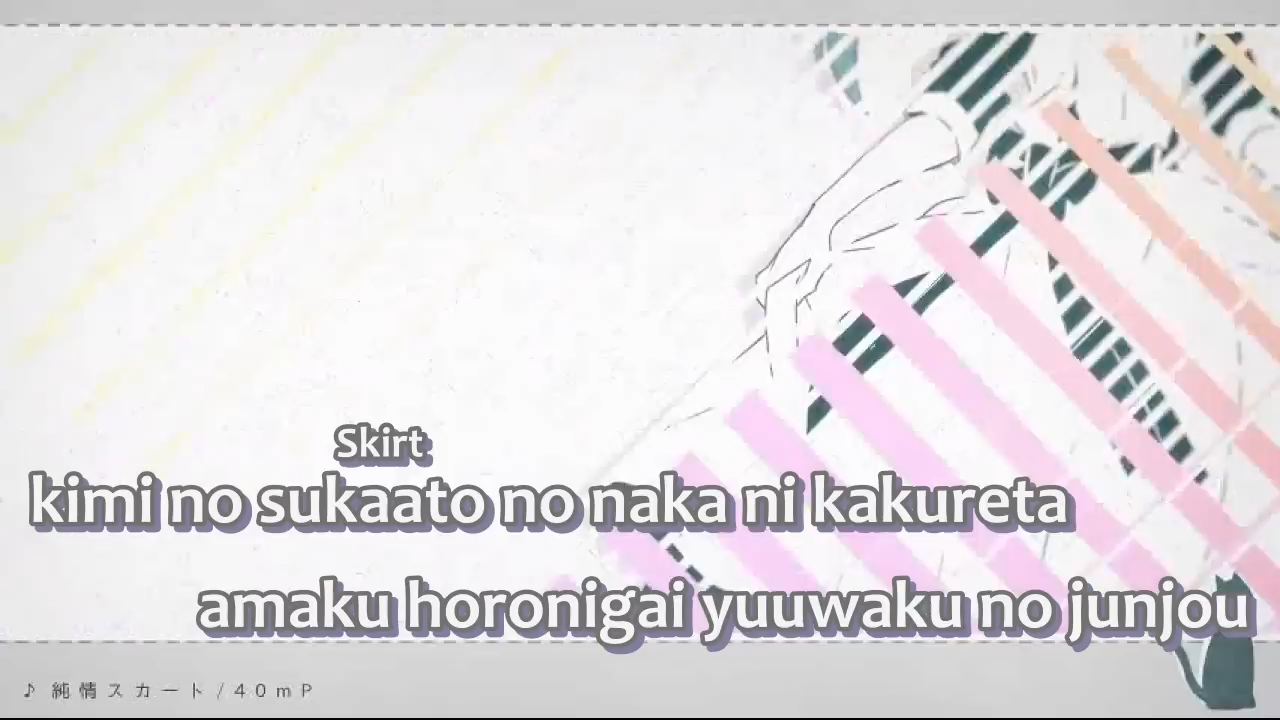 Skirt
kimi no sukaato no naka ni kakureta
amaku horonigai yuuwaku no junjou
♪ 純情スカート / 40mP